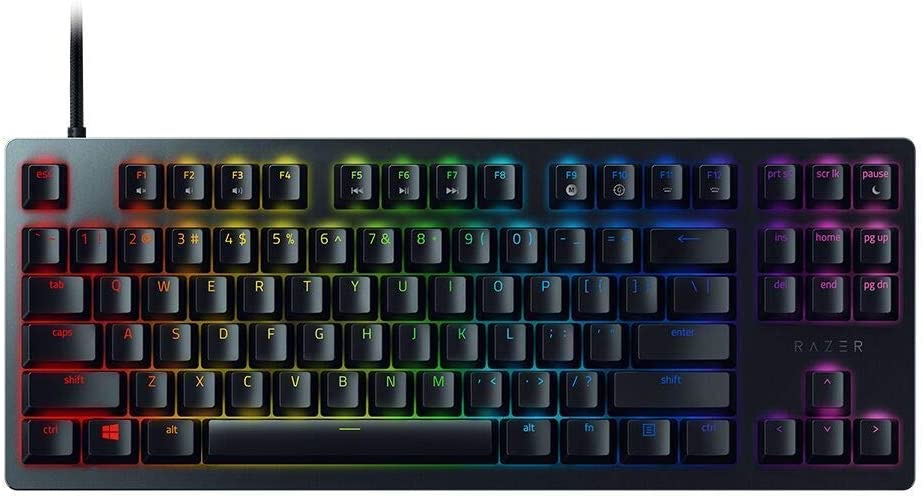 esc F1 F2 F3 F4 F5 F6 F7 F8 F9 F10 F11 F12 prt sc scr lk pause
M
` ~ 1 ! 2 @ 3 # 4 $ 5 % 6 ^ 7 & 8 * 9 ( 0 ) - _ = + ← ins home pg up
tab Q W E R T Y U I O P [ { ] } \ | del end pg dn
caps A S D F G H J K L ; : ' " enter
RAZER
shift Z X C V B N M , < . > / ? shift ^
ctrl alt alt fn ctrl < v >